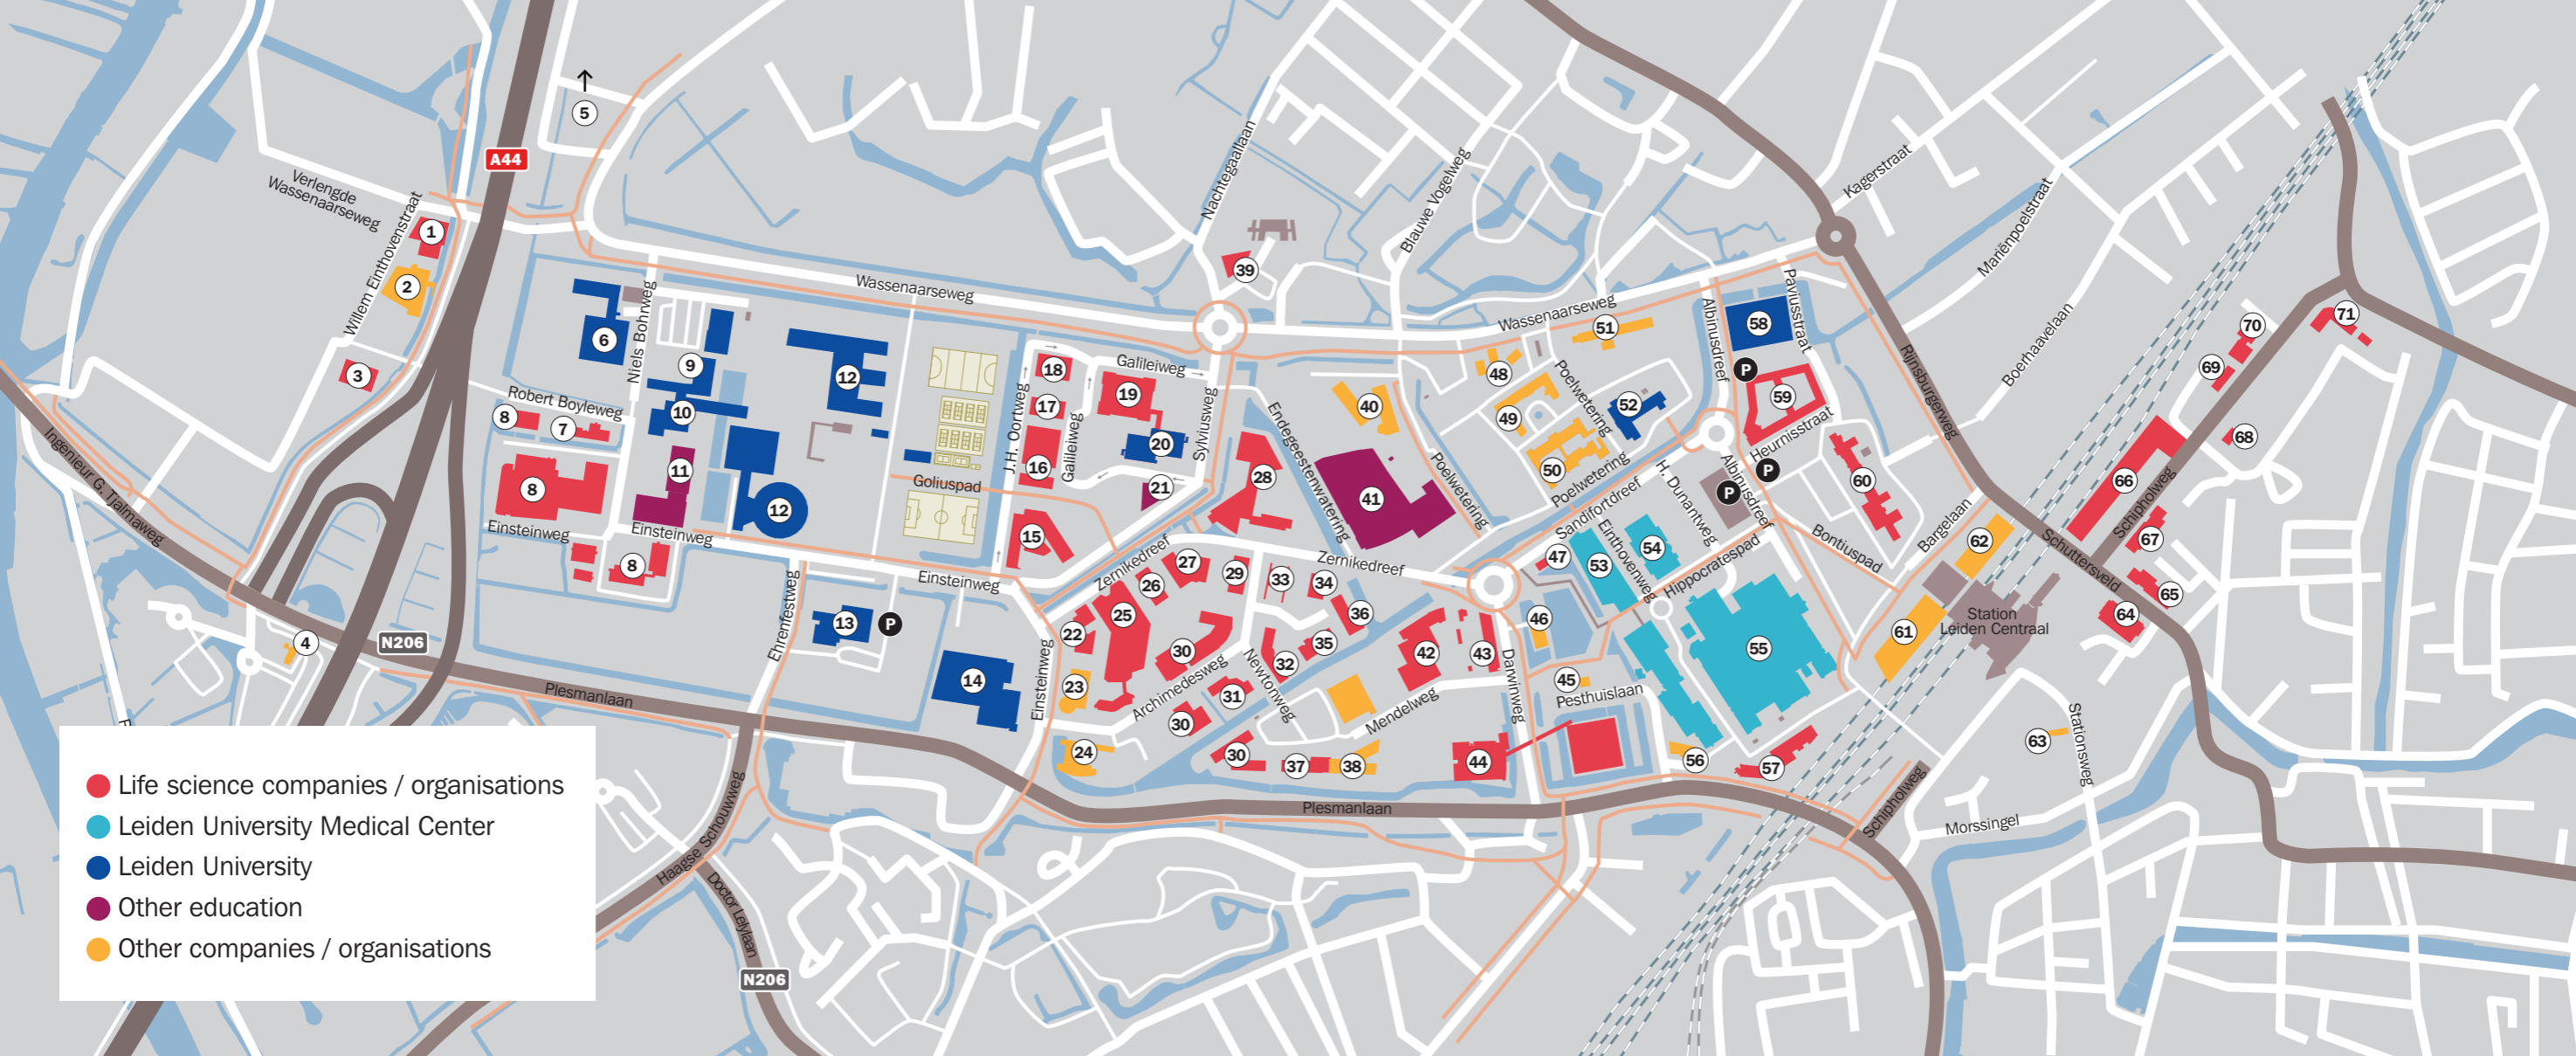 5
A44
Verlengde
Wassenaarseweg
Willem Einthovenstraat
1
2
3
Nachtegaallaan
39
Blauwe Vogelweg
Kagerstraat
Mariënpoelstraat
Boerhaavelaan
Rijnsburgerweg
Wassenaarseweg
Wassenaarseweg
51
58
P
Paviusstraat
Albinusdreef
59
Heurnisstraat
P
P
Albinusdreef
60
6
Niels Bohrweg
9
10
12
11
12
Robert Boyleweg
8
7
8
Einsteinweg
Einsteinweg
8
Goliuspad
J.H. Oortweg
18
17
16
Galileiweg
Galileiweg
19
20
21
Sylviusweg
15
28
Endegeesterwatering
40
41
Poelwetering
48
49
50
Poelwetering
Poelwetering
52
H. Dunantweg
Sandifortdreef
Einthovenweg
47
53
54
Hippocratespad
Bontiuspad
Bargelaan
62
61
Station
Leiden Centraal
55
71
70
69
68
66
Schipholweg
67
65
64
Schuttersveld
63
Stationsweg
Morssingel
Schipholweg
Ingenieur G. Tjalmaweg
4
N206
Plesmanlaan
Ehrenfestweg
13
P
14
Einsteinweg
Einsteinweg
Zernikedreef
Zernikedreef
22
23
24
25
26
27
29
33
34
36
35
32
30
31
30
30
Archimedesweg
Newtonweg
37
38
Mendelweg
42
43
44
Darwinweg
46
45
Pesthuislaan
56
57
Plesmanlaan
Haagse Schouwweg
Doctor Lelylaan
N206
Life science companies / organisations
Leiden University Medical Center
Leiden University
Other education
Other companies / organisations